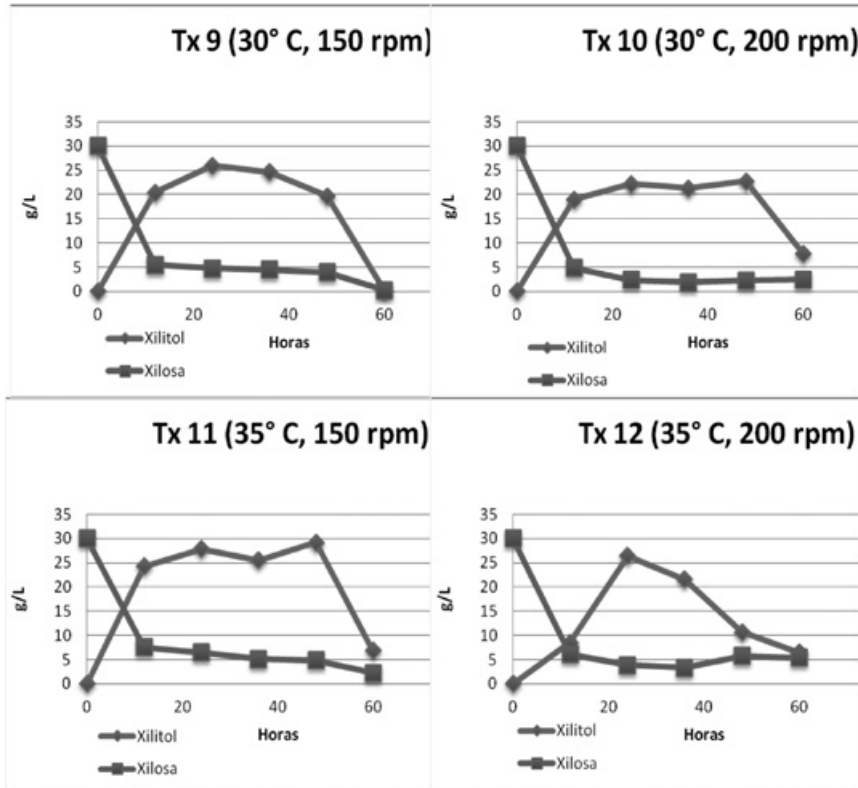 Tx 9 (30° C, 150 rpm)
35
30
25
20
15
10
5
0
g/L
0 20 40 60
Horas
Xilitol
Xilosa
Tx 10 (30° C, 200 rpm)
35
30
25
20
15
10
5
0
g/L
0 20 40 60
Horas
Xilitol
Xilosa
Tx 11 (35° C, 150 rpm)
35
30
25
20
15
10
5
0
g/L
0 20 40 60
Horas
Xilitol
Xilosa
Tx 12 (35° C, 200 rpm)
35
30
25
20
15
10
5
0
g/L
0 20 40 60
Horas
Xilitol
Xilosa